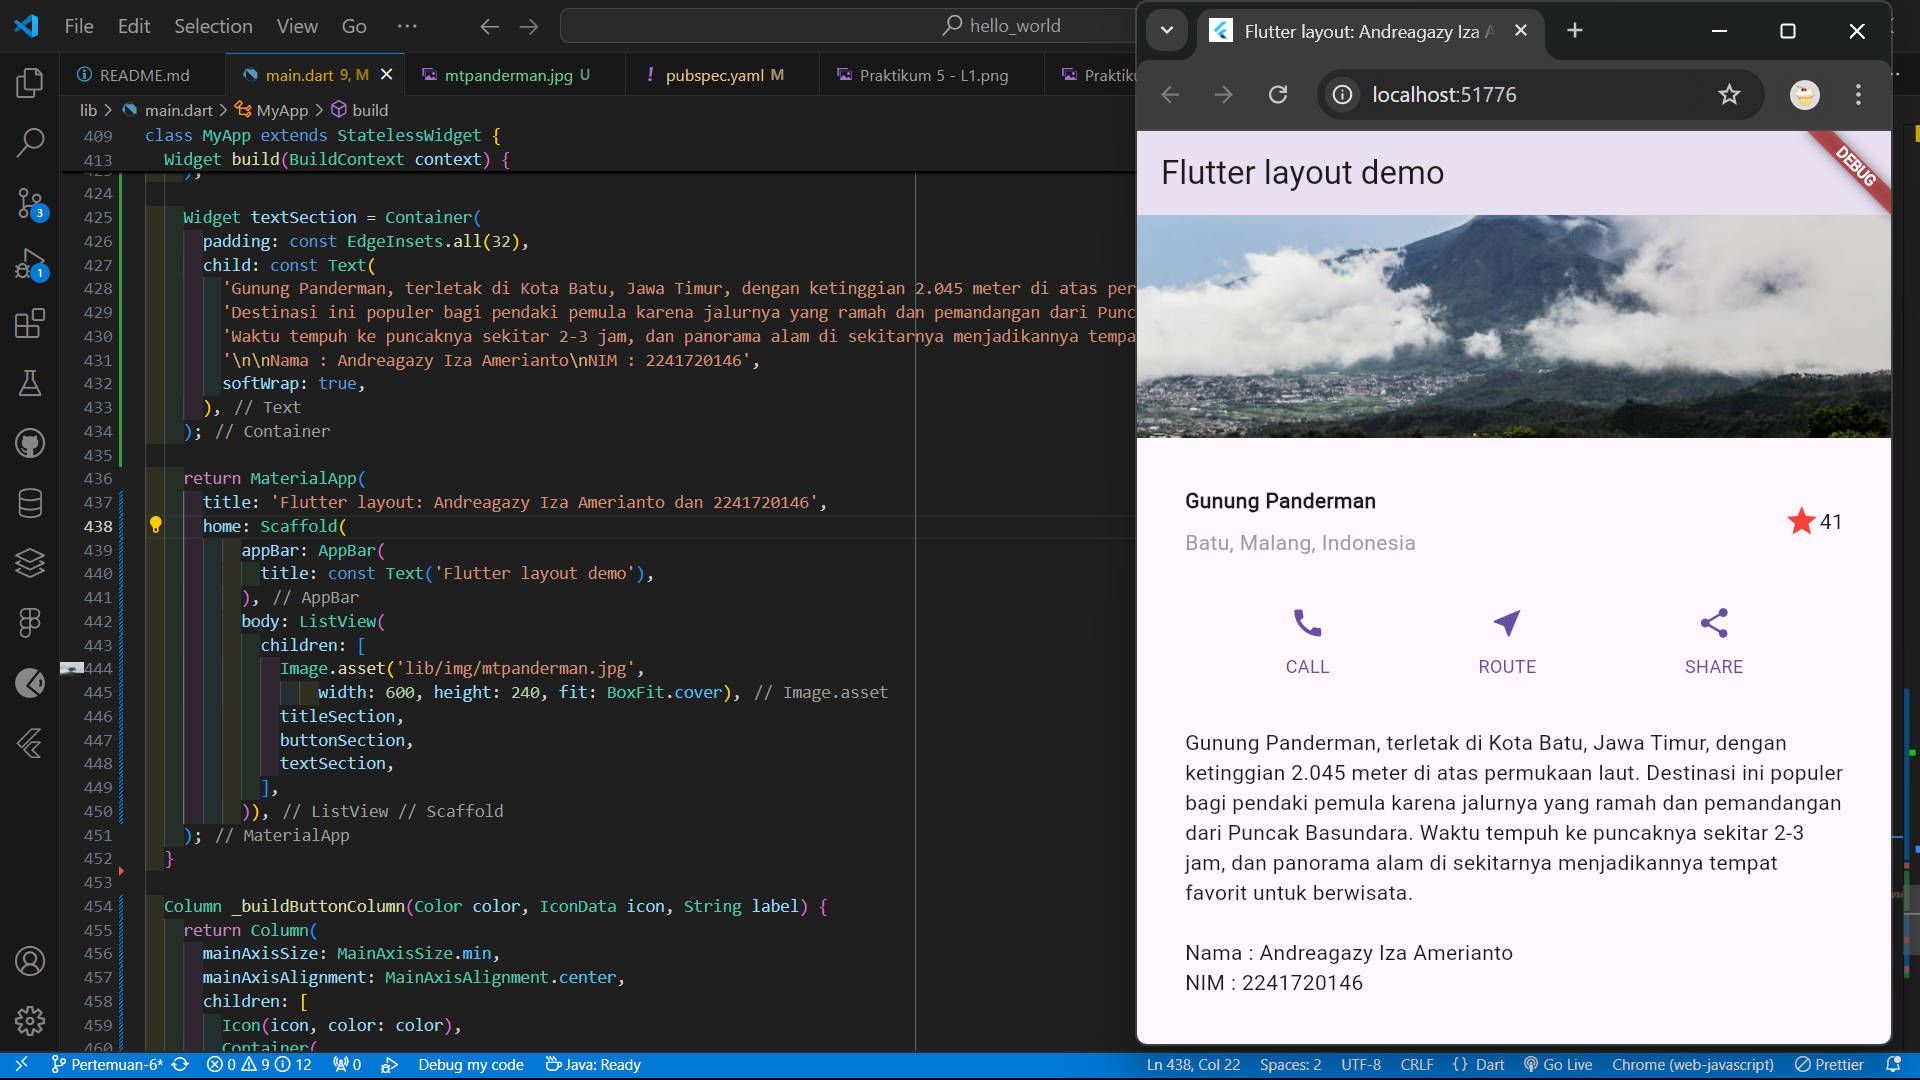 File Edit Selection View Go ···
hello_world
README.md
main.dart 9, M
mtpanderman.jpg U
! pubspec.yaml M
Praktikum 5 - L1.png
lib > main.dart > MyApp > build
409 class MyApp extends StatelessWidget {
413 Widget build(BuildContext context) {
424
425 Widget textSection = Container(
426 padding: const EdgeInsets.all(32),
427 child: const Text(
428 'Gunung Panderman, terletak di Kota Batu, Jawa Timur, dengan ketinggian 2.045 meter di atas per
429 'Destinasi ini populer bagi pendaki pemula karena jalurnya yang ramah dan pemandangan dari Punc
430 'Waktu tempuh ke puncaknya sekitar 2-3 jam, dan panorama alam di sekitarnya menjadikannya tempa
431 '\n\nNama : Andreagazy Iza Amerianto\nNIM : 2241720146',
432 softWrap: true,
433 ), // Text
434 ); // Container
435
436 return MaterialApp(
437 title: 'Flutter layout: Andreagazy Iza Amerianto dan 2241720146',
438 home: Scaffold(
439 appBar: AppBar(
440 title: const Text('Flutter layout demo'),
441 ), // AppBar
442 body: ListView(
443 children: [
444 Image.asset('lib/img/mtpanderman.jpg',
445 width: 600, height: 240, fit: BoxFit.cover), // Image.asset
446 titleSection,
447 buttonSection,
448 textSection,
449 ],
450 )), // ListView // Scaffold
451 ); // MaterialApp
452 }
453
454 Column _buildButtonColumn(Color color, IconData icon, String label) {
455 return Column(
456 mainAxisSize: MainAxisSize.min,
457 mainAxisAlignment: MainAxisAlignment.center,
458 children: [
459 Icon(icon, color: color),
460 Container(
3
1
Flutter layout: Andreagazy Iza A
localhost:51776
Flutter layout demo
DEBUG
Gunung Panderman
Batu, Malang, Indonesia
41
CALL
ROUTE
SHARE
Gunung Panderman, terletak di Kota Batu, Jawa Timur, dengan
ketinggian 2.045 meter di atas permukaan laut. Destinasi ini populer
bagi pendaki pemula karena jalurnya yang ramah dan pemandangan
dari Puncak Basundara. Waktu tempuh ke puncaknya sekitar 2-3
jam, dan panorama alam di sekitarnya menjadikannya tempat
favorit untuk berwisata.
Nama : Andreagazy Iza Amerianto
NIM : 2241720146
Pertemuan-6* 0 9 12 0 Debug my code Java: Ready
Ln 438, Col 22 Spaces: 2 UTF-8 CRLF {} Dart Go Live Chrome (web-javascript) Prettier